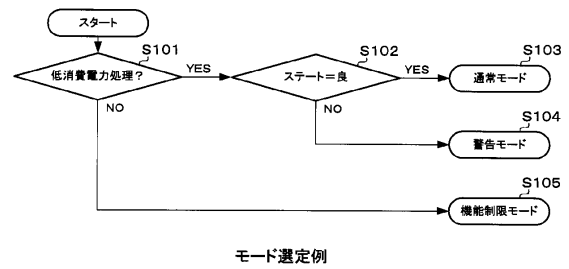 スタート
S101
低消費電力処理?
YES
NO
S102
ステート=良
YES
NO
S103
通常モード
S104
警告モード
S105
機能制限モード
モード選定例